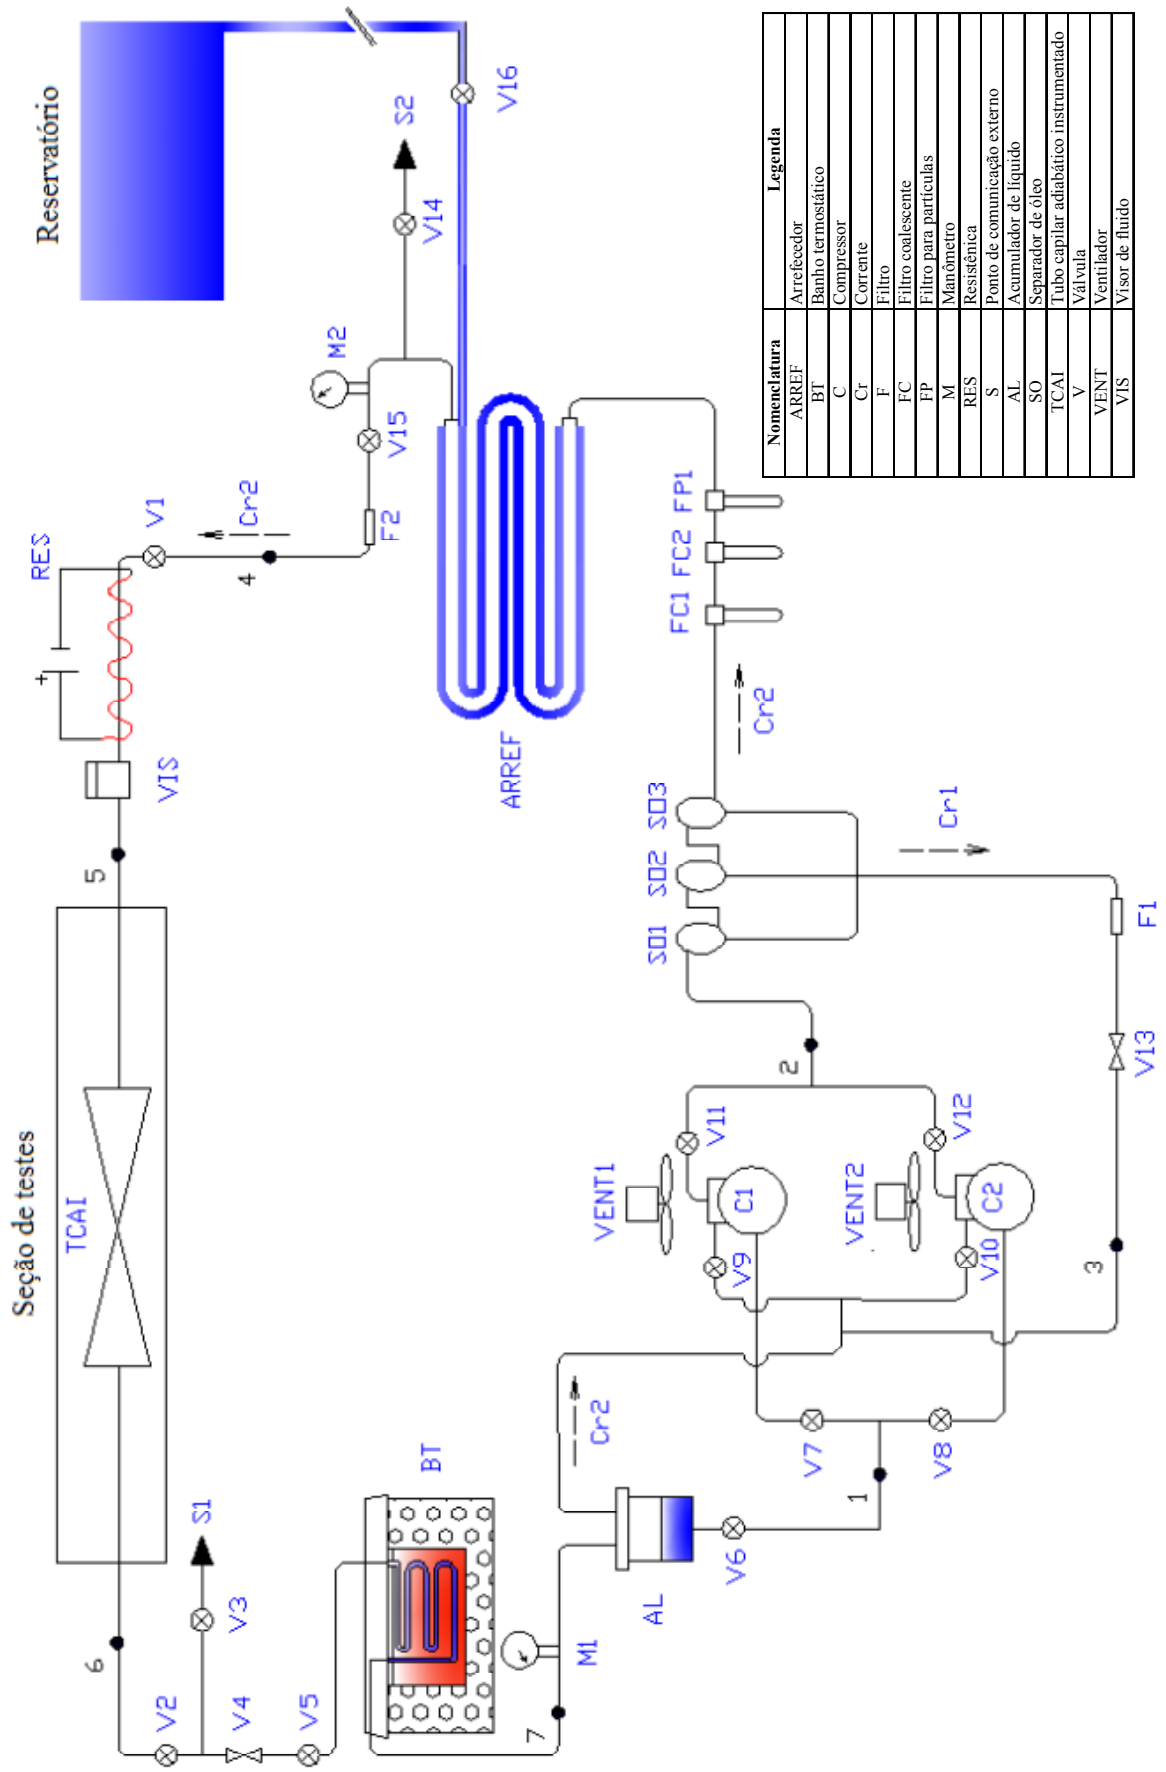 Reservatório
Seção de testes
TCAI
RES
+
V1
Cr2
4
VIS
5
6
V2
V3
S1
V4
V5
BT
M2
V15
F2
V14
S2
V16
ARREF
7
M1
AL
V6
Cr2
1
V7
V8
VENT1
C1
V9
V11
VENT2
C2
V10
V12
2
3
V13
F1
SO1
SO2
SO3
Cr1
Cr2
FC1
FC2
FP1
Nomenclatura Legenda
ARREF Arrefecedor
BT Banho termostático
C Compressor
Cr Corrente
F Filtro
FC Filtro coalescente
FP Filtro para partículas
M Manômetro
RES Resistênica
S Ponto de comunicação externo
AL Acumulador de líquido
SO Separador de óleo
TCAI Tubo capilar adiabático instrumentado
V Válvula
VENT Ventilador
VIS Visor de fluido